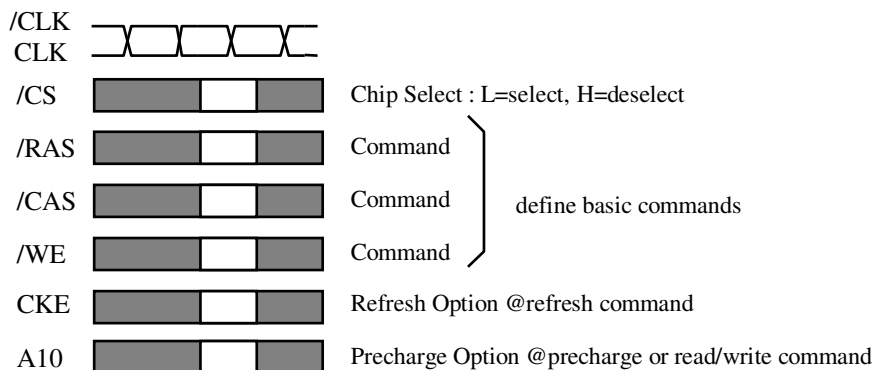 /CLK
CLK
/CS Chip Select : L=select, H=deselect
/RAS Command
/CAS Command define basic commands
/WE Command
CKE Refresh Option @refresh command
A10 Precharge Option @precharge or read/write command